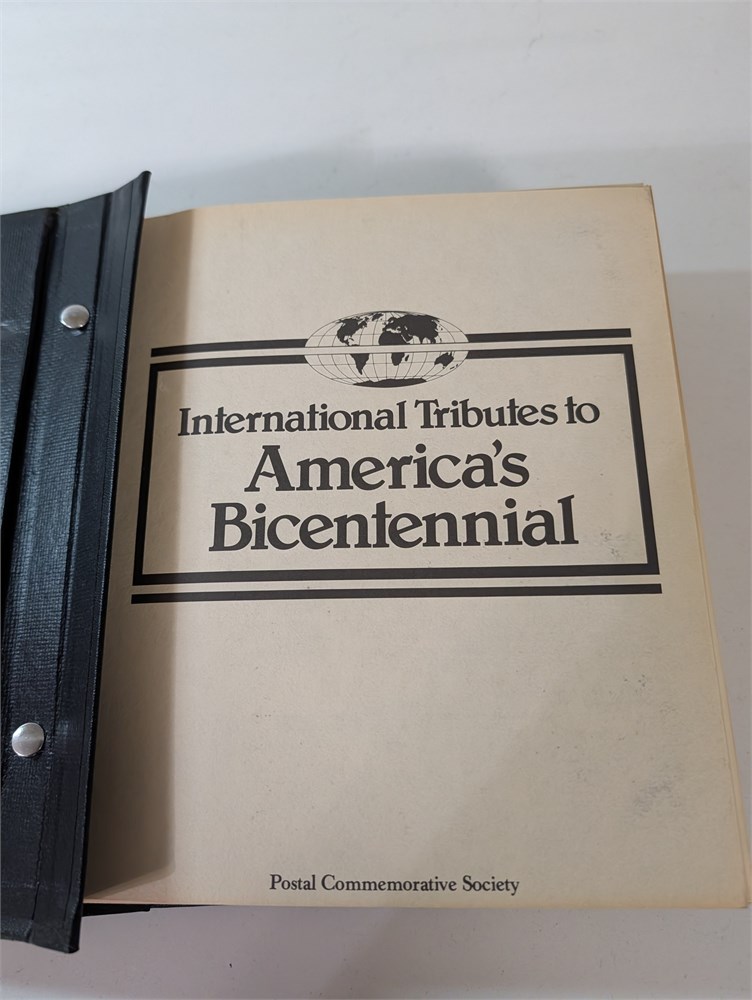 International Tributes to
America's
Bicentennial
Postal Commemorative Society